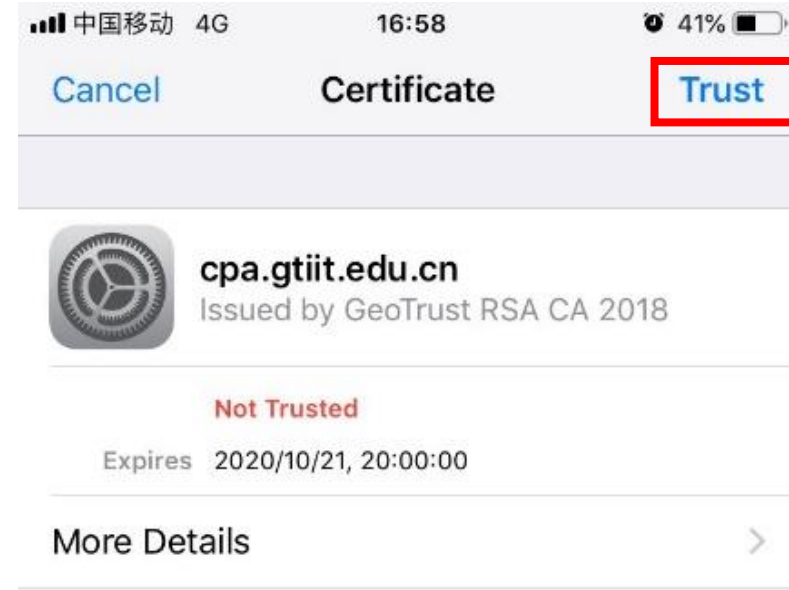 中国移动 4G 16:58 41%
Cancel Certificate Trust
cpa.gtiit.edu.cn
Issued by GeoTrust RSA CA 2018
Not Trusted
Expires 2020/10/21, 20:00:00
More Details